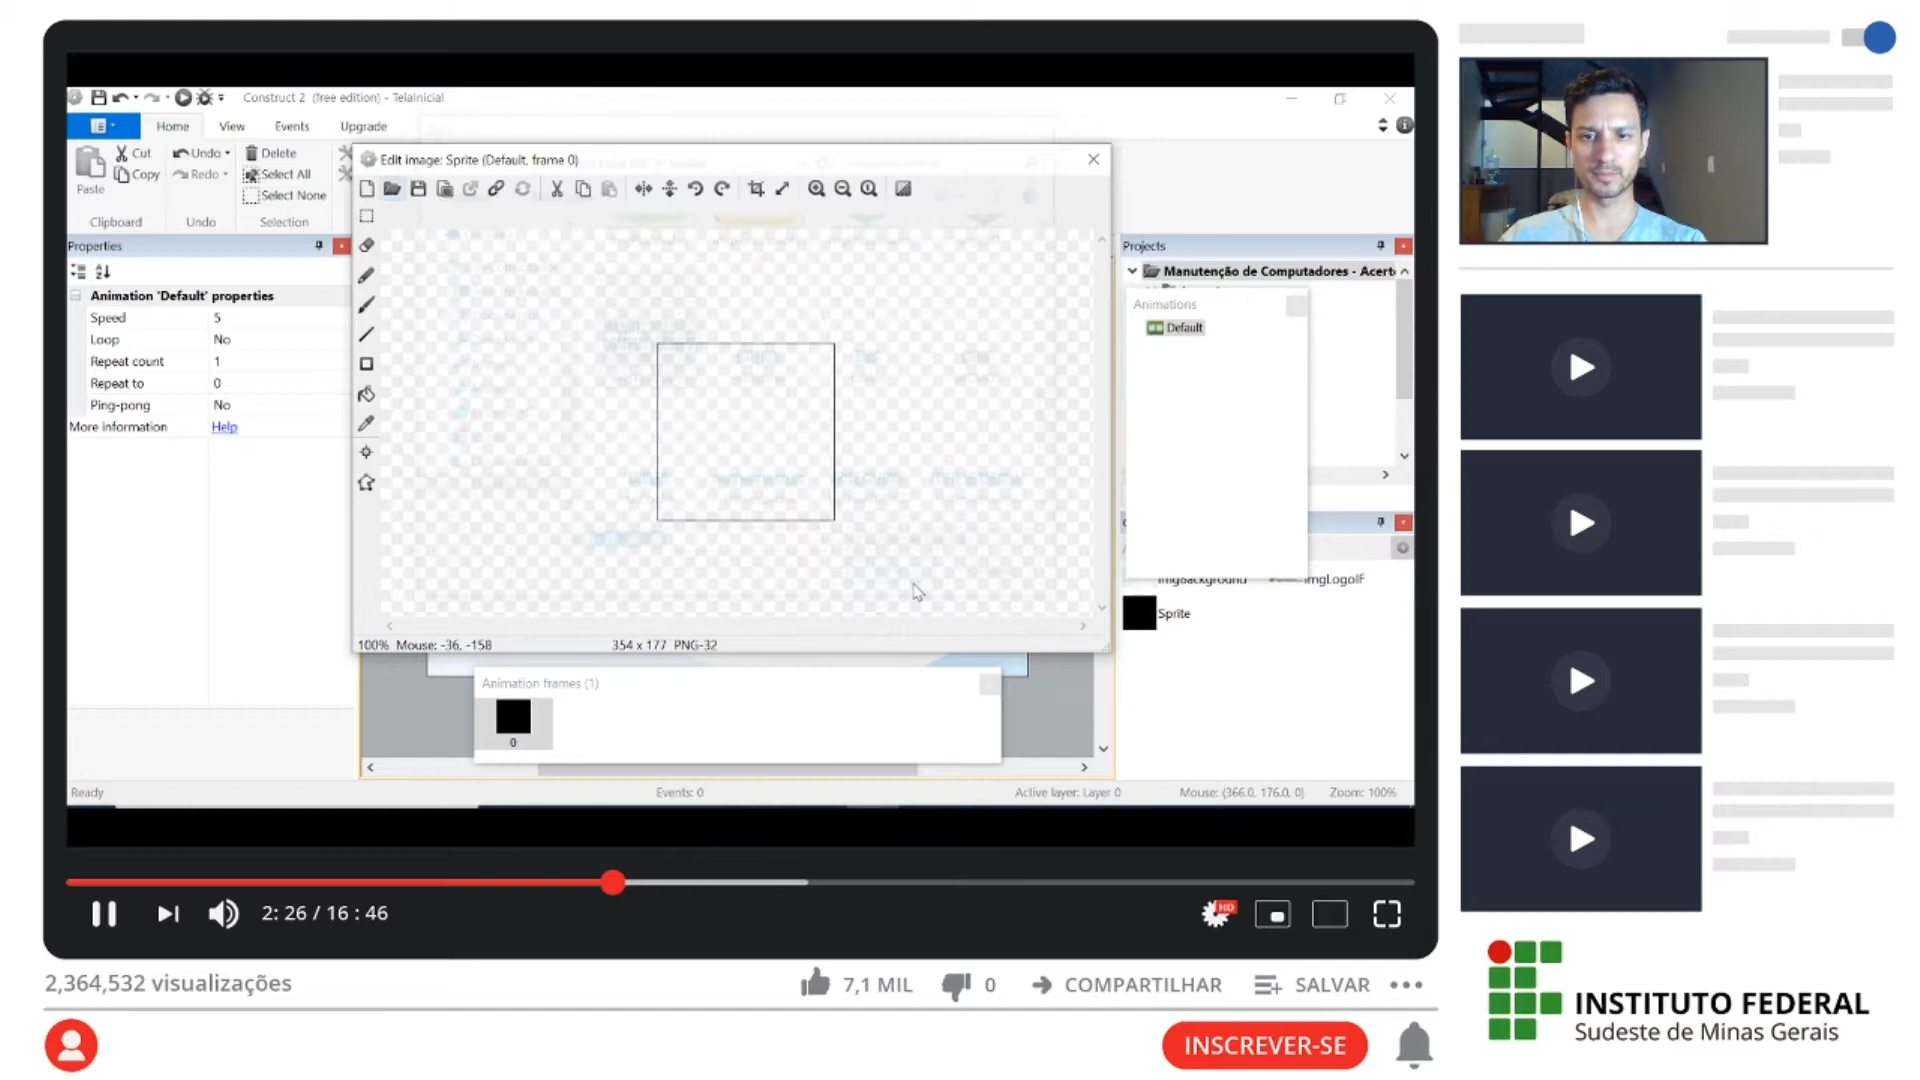 Construct 2 (free edition) - TelaInicial
Home View Events Upgrade
Paste Cut Copy Undo Redo Delete Select All Select None
Clipboard Undo Selection
Edit image: Sprite (Default, frame 0)
Properties
Animation 'Default' properties
Speed 5
Loop No
Repeat count 1
Repeat to 0
Ping-pong No
More information Help
100% Mouse: -36, -158 354 x 177 PNG-32
Animation frames (1)
0
Projects
Manutenção de Computadores - Acert
Animations
Default
imgBackground imgLogoIF
Sprite
Ready Events: 0 Active layer: Layer 0 Mouse: (366.0, 176.0, 0) Zoom: 100%
2: 26 / 16 : 46
HD
2,364,532 visualizações
7,1 MIL 0 COMPARTILHAR SALVAR
INSCREVER-SE
INSTITUTO FEDERAL
Sudeste de Minas Gerais